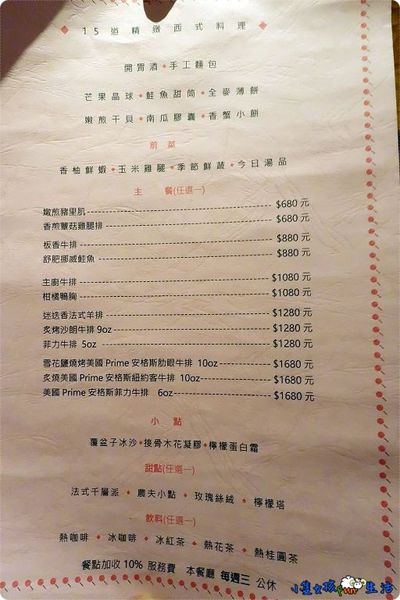 15道精緻西式料理
開胃酒◆手工麵包
芒果晶球◆鮭魚甜筒◆全麥薄餅
嫩煎干貝◆南瓜膠囊◆香蟹小餅
前菜
香柚鮮蝦◆玉米雞腿◆季節鮮蔬◆今日湯品
主 餐(任選一)
嫩煎豬里肌 $680元
香煎蕈菇雞腿排 $680元
板香牛排 $880元
舒肥挪威鮭魚 $880元
主廚牛排 $1080元
柑橘鴨胸 $1080元
迷迭香法式羊排 $1280元
炙烤沙朗牛排 9oz $1280元
菲力牛排 5oz $1280元
雪花鹽燒烤美國 Prime 安格斯肋眼牛排 10oz $1680元
炙燒美國 Prime 安格斯紐約客牛排 10oz $1680元
美國 Prime 安格斯菲力牛排 6oz $1680元
小 點
覆盆子冰沙◆接骨木花凝膠◆檸檬蛋白霜
甜點(任選一)
法式千層派 ◆ 農夫小點 ◆ 玫瑰絲絨 ◆ 檸檬塔
飲料(任選一)
熱咖啡 ◆ 冰咖啡 ◆ 冰紅茶 ◆ 熱花茶 ◆ 熱桂圓茶
餐點加收 10% 服務費 本餐廳 每週三 公休
小隻女孩fun生活